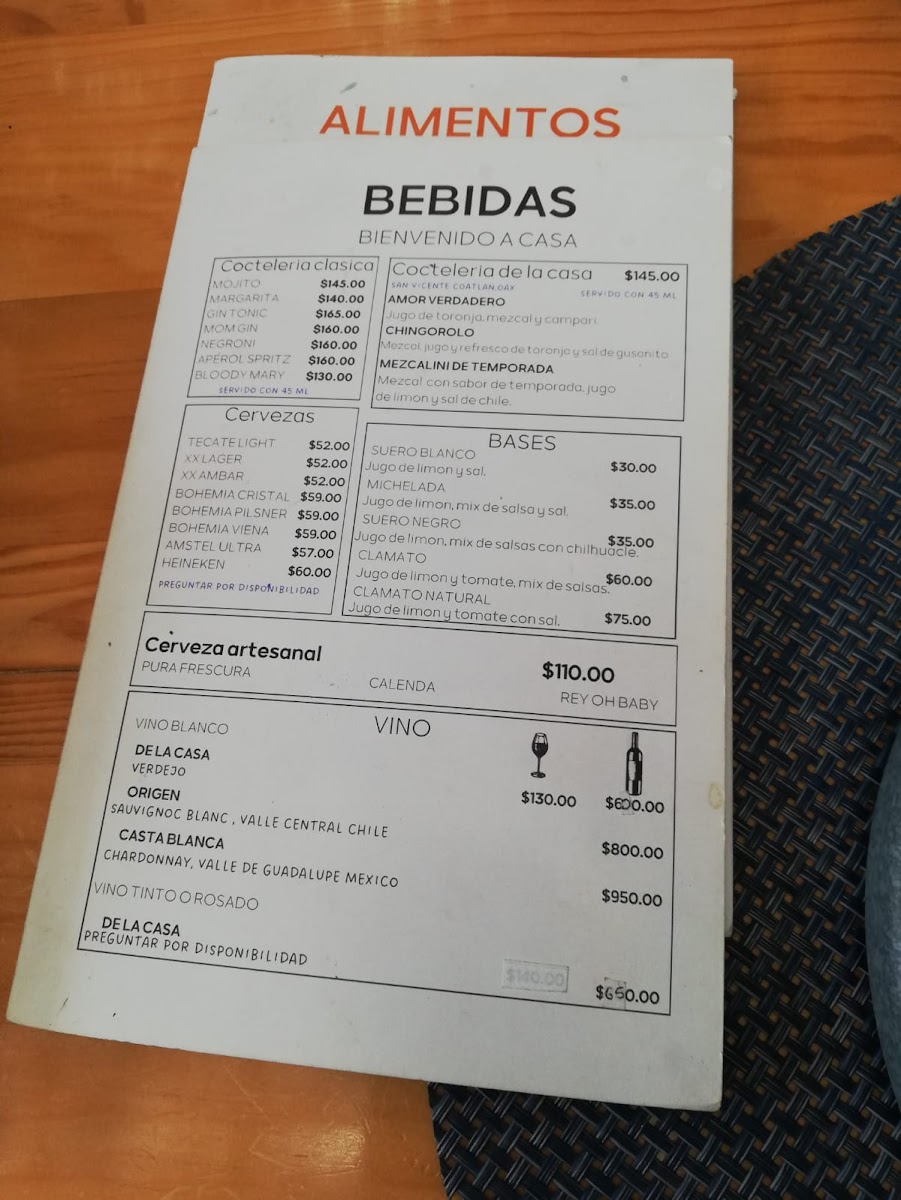 ALIMENTOS
BEBIDAS
BIENVENIDO A CASA
Cocteleria clasica
MOJITO $145.00
MARGARITA $140.00
GIN TONIC $165.00
MOM GIN $160.00
NEGRONI $160.00
APEROL SPRITZ $160.00
BLOODY MARY $130.00
SERVIDO CON 45 ML
Cocteleria de la casa $145.00
SAN VICENTE COATLAN,OAX SERVIDO CON 45 ML
AMOR VERDADERO
Jugo de toronja, mezcal y campari.
CHINGOROLO
Mezcal, jugo y refresco de toronja y sal de gusanito
MEZCALINI DE TEMPORADA
Mezcal con sabor de temporada, jugo
de limon y sal de chile.
Cervezas
TECATE LIGHT $52.00
XX LAGER $52.00
XX AMBAR $52.00
BOHEMIA CRISTAL $59.00
BOHEMIA PILSNER $59.00
BOHEMIA VIENA $59.00
AMSTEL ULTRA $57.00
HEINEKEN $60.00
PREGUNTAR POR DISPONIBILIDAD
BASES
SUERO BLANCO $30.00
Jugo de limon y sal.
MICHELADA $35.00
Jugo de limon, mix de salsa y sal.
SUERO NEGRO $35.00
Jugo de limon, mix de salsas con chilhuacle.
CLAMATO $60.00
Jugo de limon y tomate, mix de salsas.
CLAMATO NATURAL $75.00
Jugo de limon y tomate con sal.
Cerveza artesanal $110.00
PURA FRESCURA CALENDA REY OH BABY
VINO
VINO BLANCO
DE LA CASA
VERDEJO $130.00 $600.00
ORIGEN
SAUVIGNOC BLANC , VALLE CENTRAL CHILE $800.00
CASTA BLANCA
CHARDONNAY, VALLE DE GUADALUPE MEXICO $950.00
VINO TINTO O ROSADO
DE LA CASA
PREGUNTAR POR DISPONIBILIDAD $140.00 $650.00